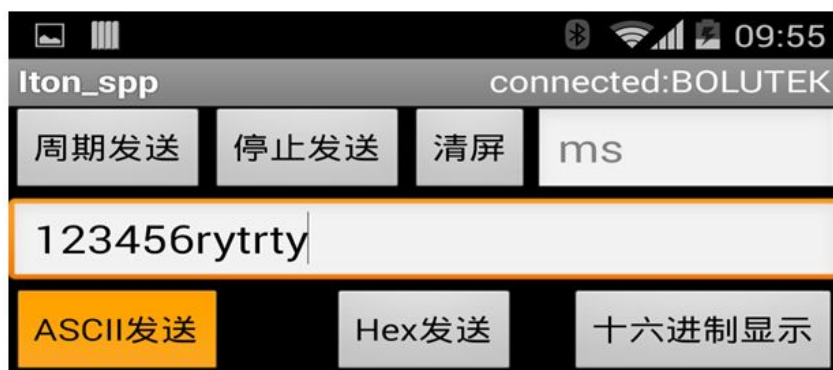 09:55
lton_spp connected:BOLUTEK
周期发送 停止发送 清屏 ms
123456rytrty
ASCII发送 Hex发送 十六进制显示